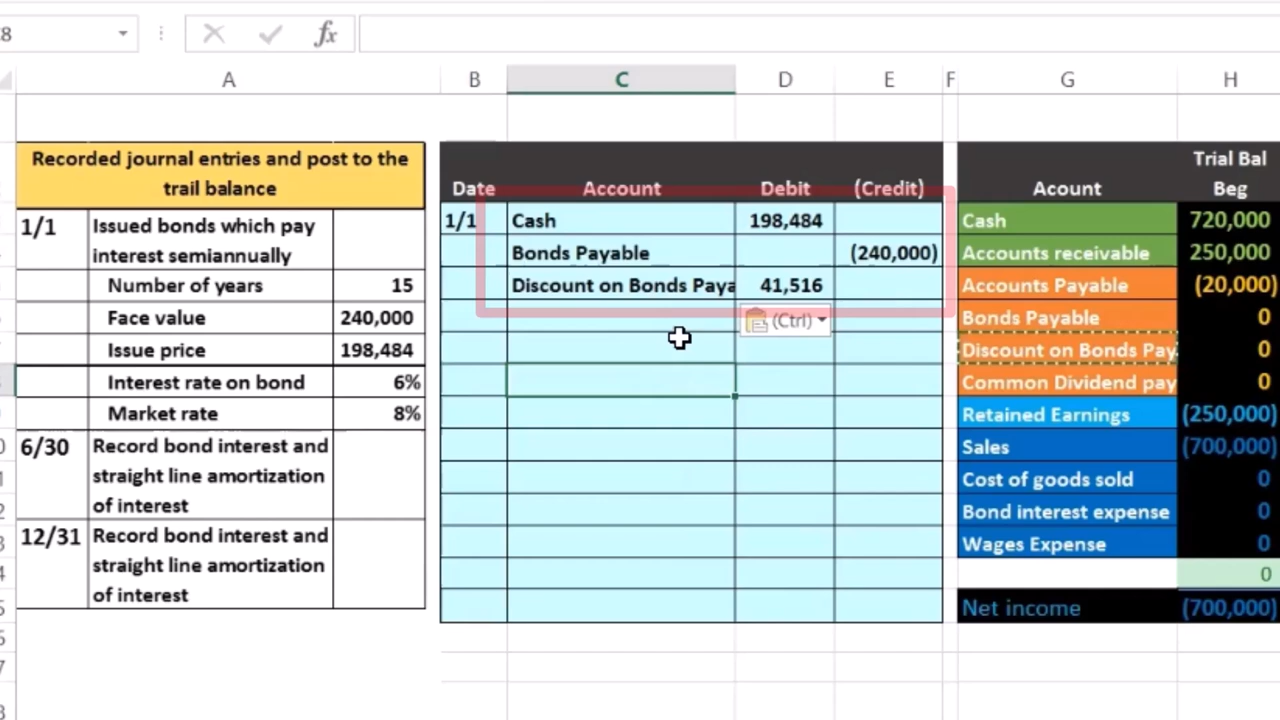 8
fx
A B C D E F G H
Recorded journal entries and post to the
trail balance
1/1 Issued bonds which pay
interest semiannually
Number of years 15
Face value 240,000
Issue price 198,484
Interest rate on bond 6%
Market rate 8%
6/30 Record bond interest and
straight line amortization
of interest
12/31 Record bond interest and
straight line amortization
of interest
Date Account Debit (Credit)
1/1 Cash 198,484
Bonds Payable (240,000)
Discount on Bonds Paya 41,516
(Ctrl)
Trial Bal
Acount Beg
Cash 720,000
Accounts receivable 250,000
Accounts Payable (20,000)
Bonds Payable 0
Discount on Bonds Pay 0
Common Dividend pay 0
Retained Earnings (250,000)
Sales (700,000)
Cost of goods sold 0
Bond interest expense 0
Wages Expense 0
0
Net income (700,000)